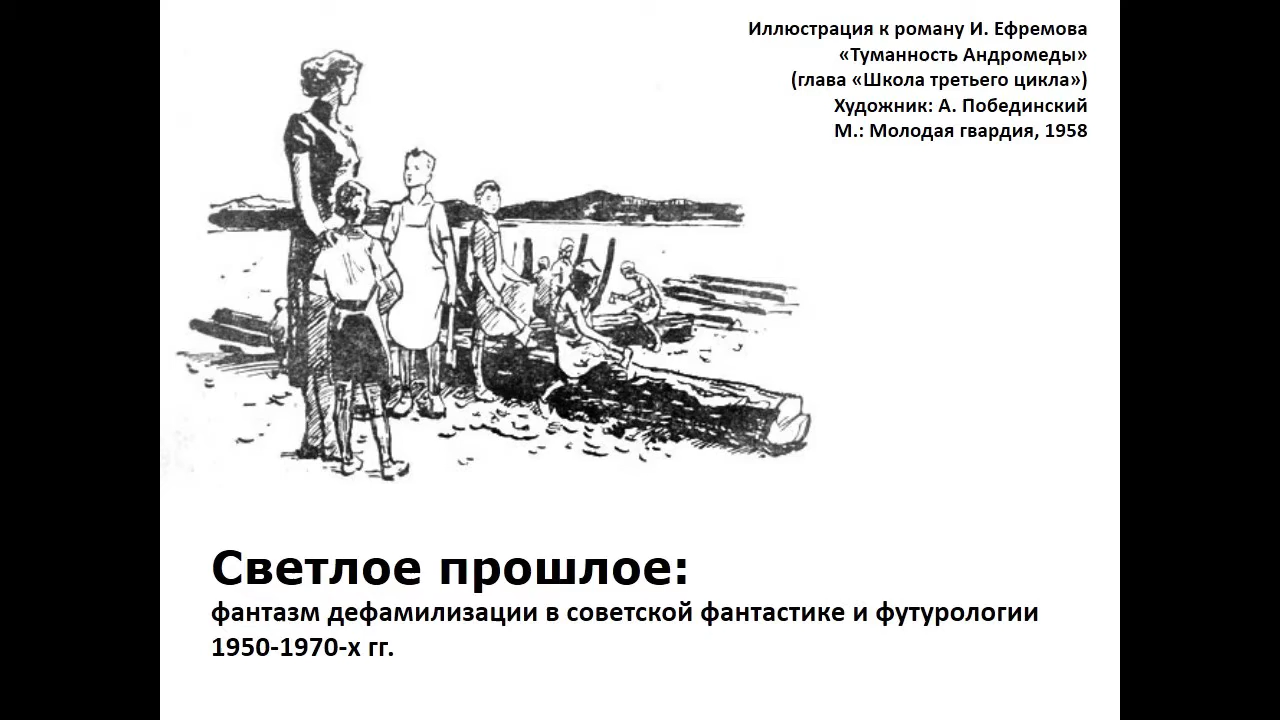 Иллюстрация к роману И. Ефремова
«Туманность Андромеды»
(глава «Школа третьего цикла»)
Художник: А. Побединский
М.: Молодая гвардия, 1958
Светлое прошлое:
фантазм дефамилизации в советской фантастике и футурологии
1950-1970-х гг.